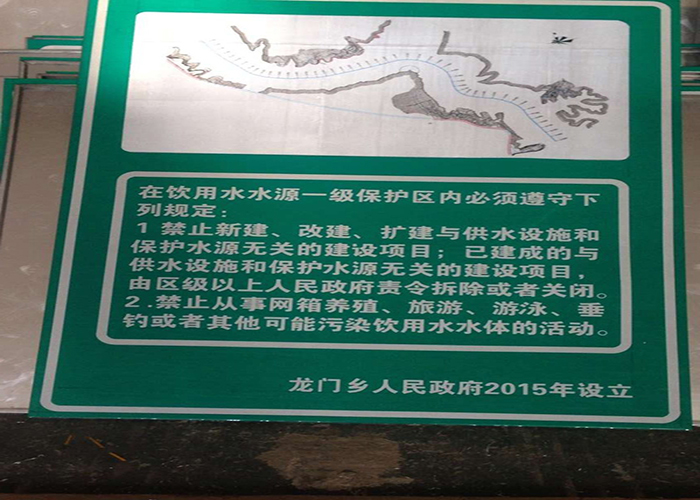 在饮用水水源一级保护区内必须遵守下
列规定：
1 禁止新建、改建、扩建与供水设施和
保护水源无关的建设项目；已建成的与
供水设施和保护水源无关的建设项目，
由区级以上人民政府责令拆除或者关闭。
2．禁止从事网箱养殖、旅游、游泳、垂
钓或者其他可能污染饮用水水体的活动。
龙门乡人民政府2015年设立